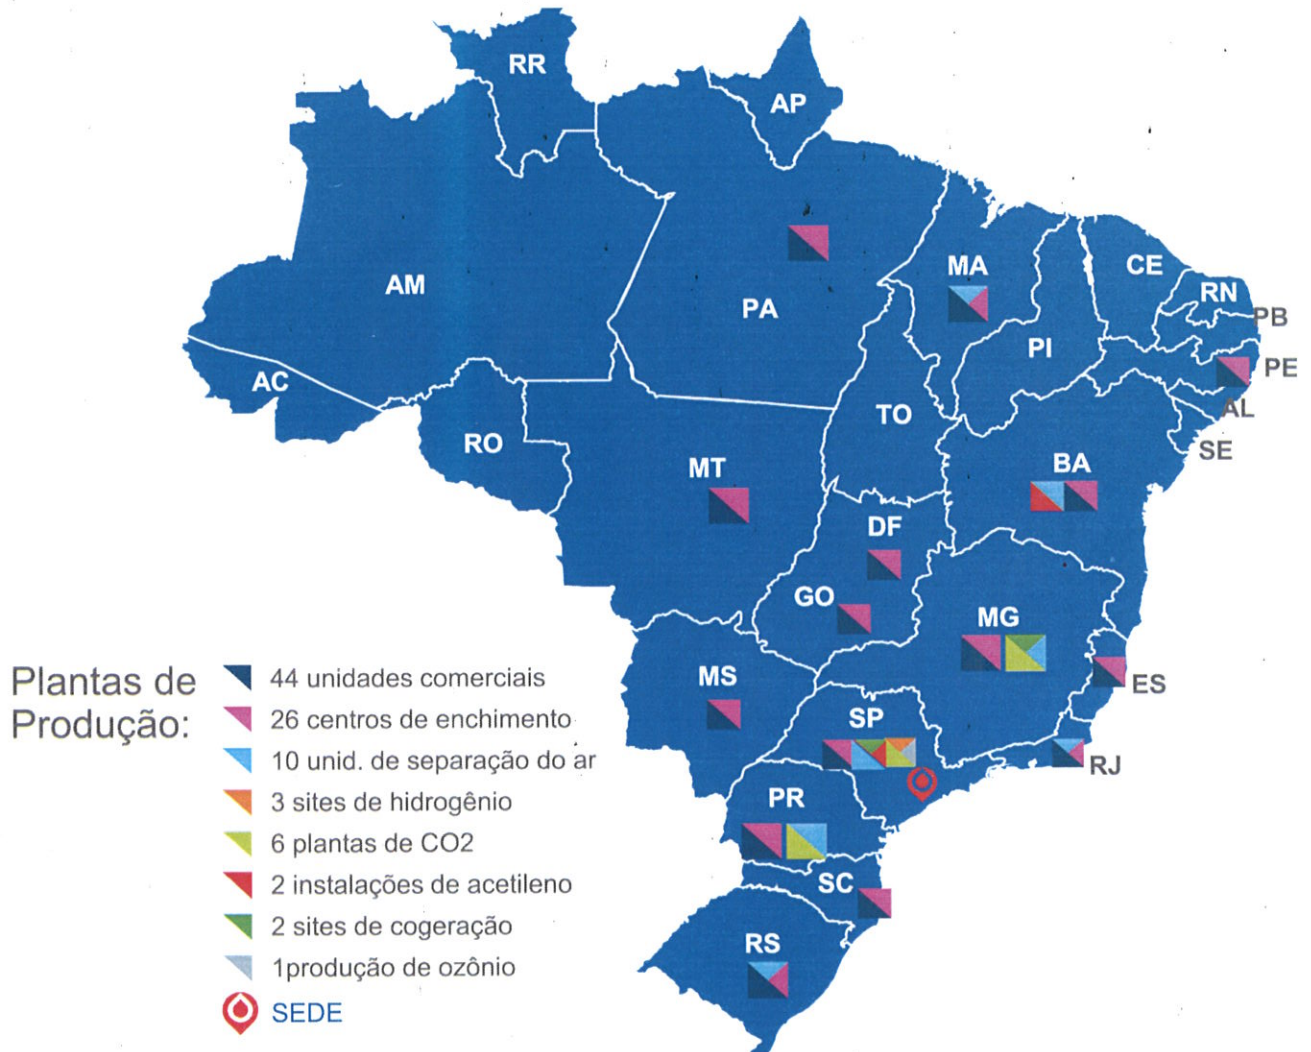 RR
AP
AM
PA
MA
CE
RN
PB
PI
PE
AC
TO
AL
RO
MT
BA
SE
DF
GO
MG
MS
ES
SP
RJ
PR
SC
RS
Plantas de
Produção:
44 unidades comerciais
26 centros de enchimento
10 unid. de separação do ar
3 sites de hidrogênio
6 plantas de CO2
2 instalações de acetileno
2 sites de cogeração
1produção de ozônio
SEDE